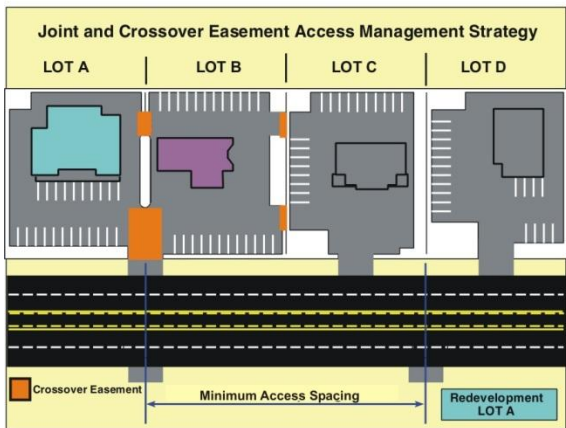 Joint and Crossover Easement Access Management Strategy
LOT A LOT B LOT C LOT D
Crossover Easement
Minimum Access Spacing
Redevelopment
LOT A